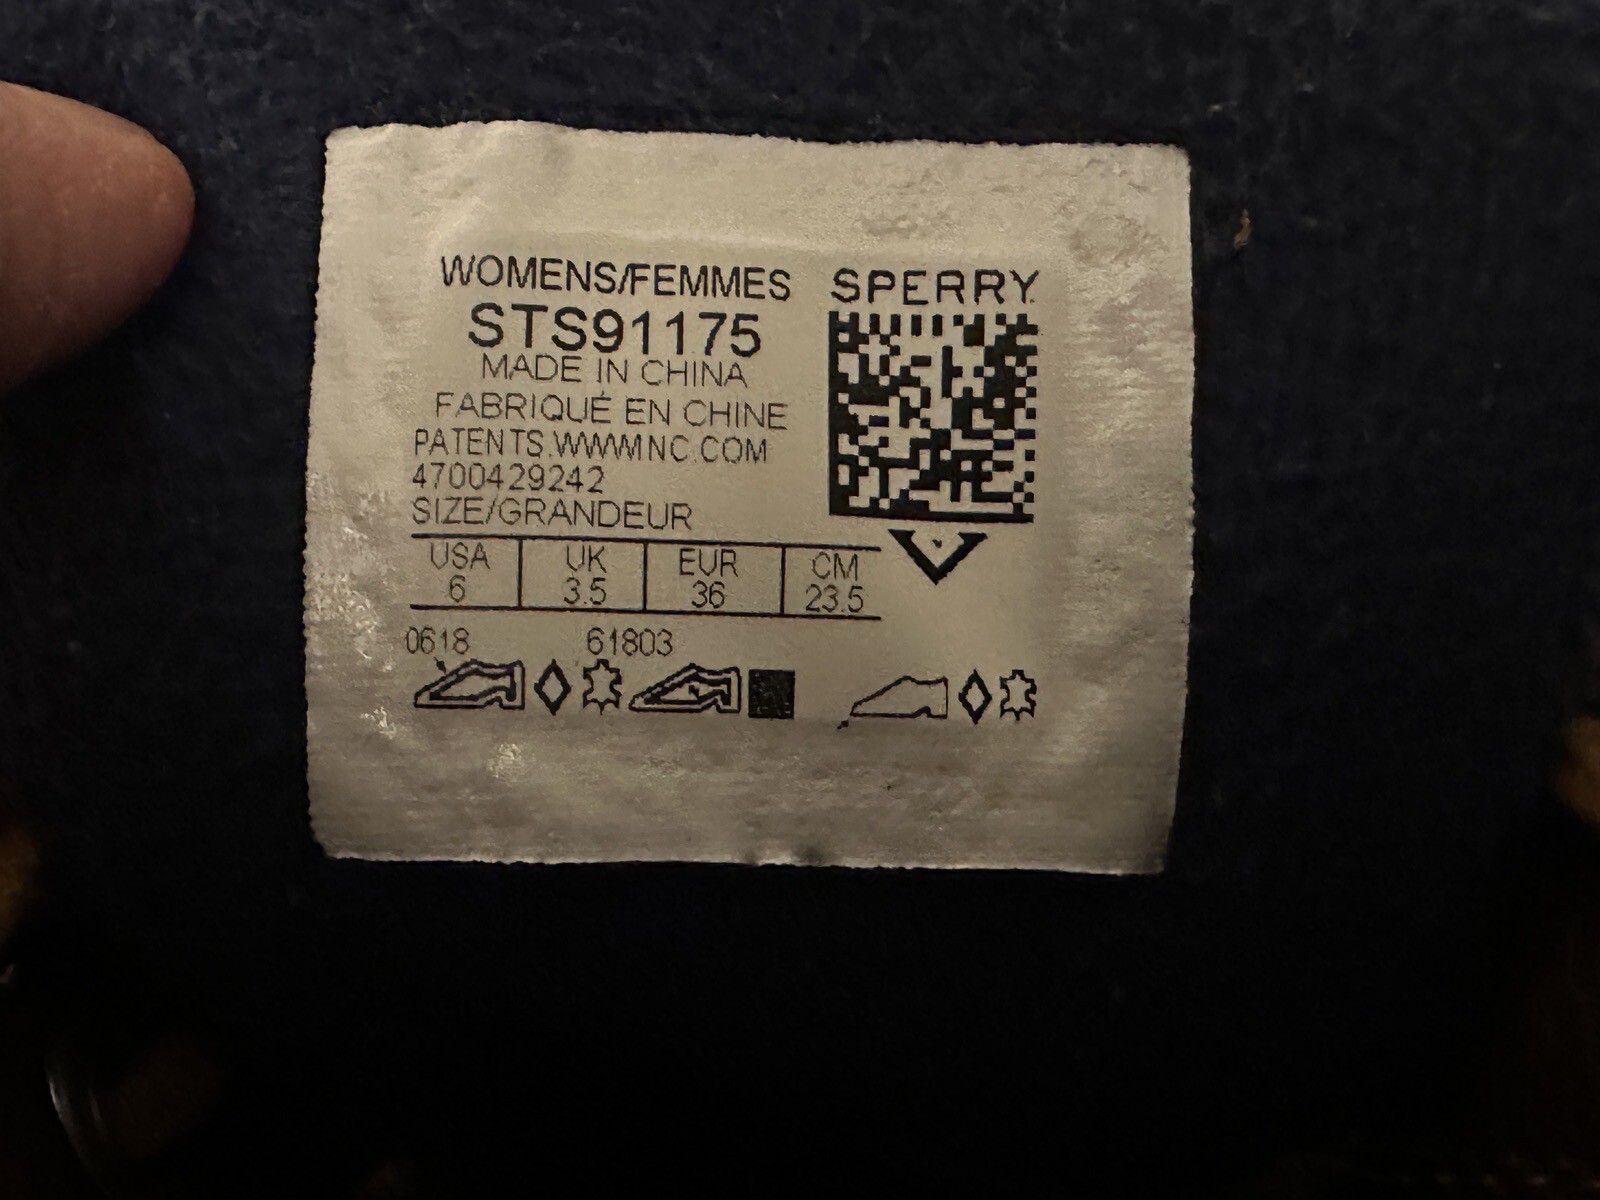 WOMENS/FEMMES
STS91175
MADE IN CHINA
FABRIQUÉ EN CHINE
PATENTS.WWWINC.COM
4700429242
SIZE/GRANDEUR
USA UK EUR CM
6 3.5 36 23.5
0618 61803
SPERRY